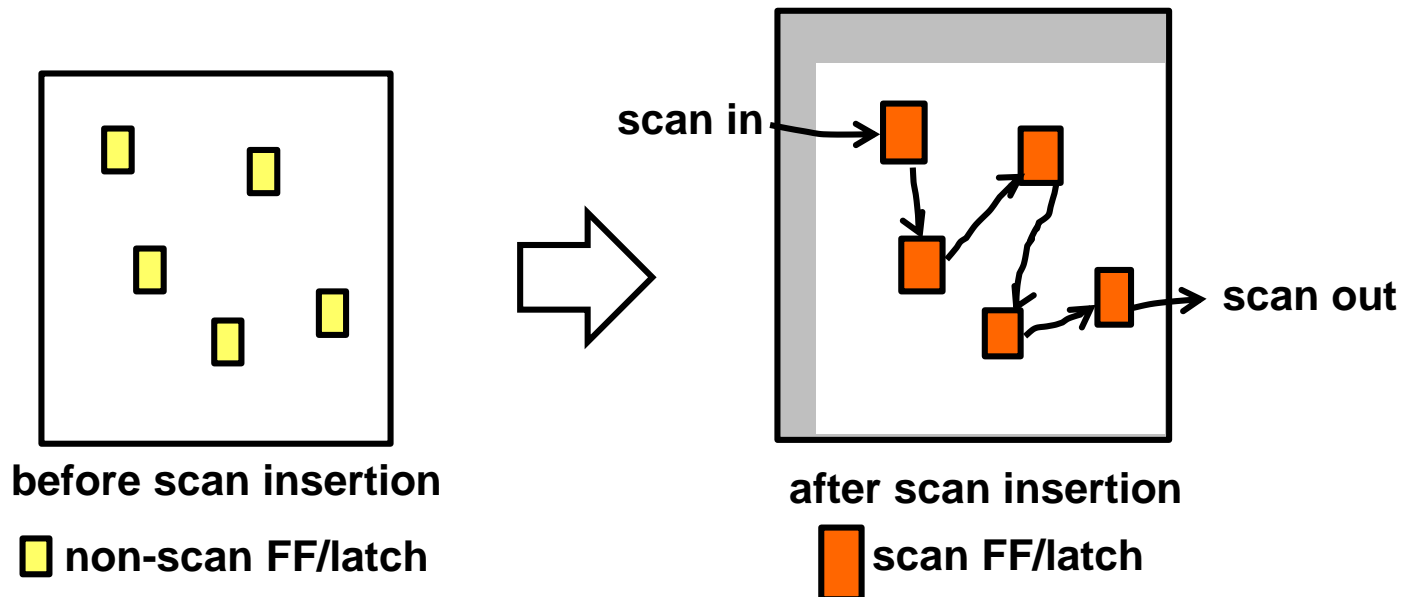 scan in
scan out
before scan insertion
after scan insertion
non-scan FF/latch
scan FF/latch